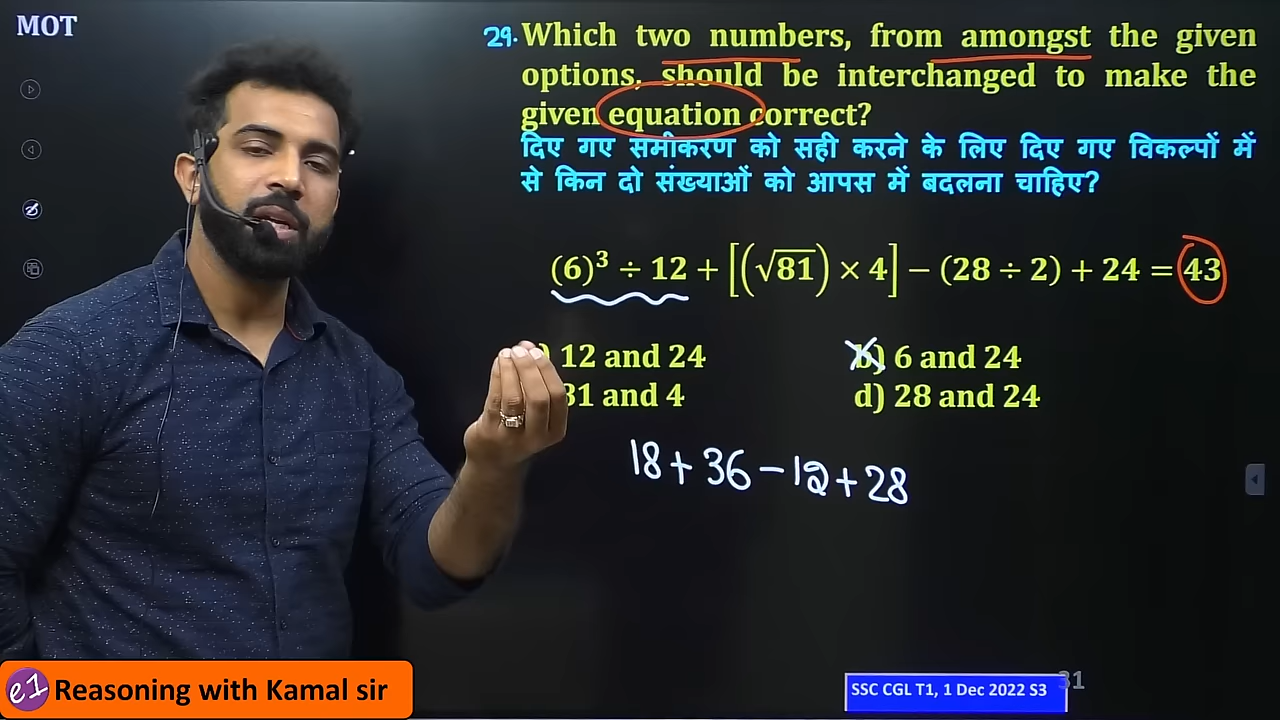 MOT
29. Which two numbers, from amongst the given
options, should be interchanged to make the
given equation correct?
दिए गए समीकरण को सही करने के लिए दिए गए विकल्पों में
से किन दो संख्याओं को आपस में बदलना चाहिए?
(6)³ ÷ 12 + [(√81) × 4] − (28 ÷ 2) + 24 = 43
) 12 and 24 b) 6 and 24
81 and 4 d) 28 and 24
18 + 36 − 12 + 28
e1 Reasoning with Kamal sir
SSC CGL T1, 1 Dec 2022 S3 31